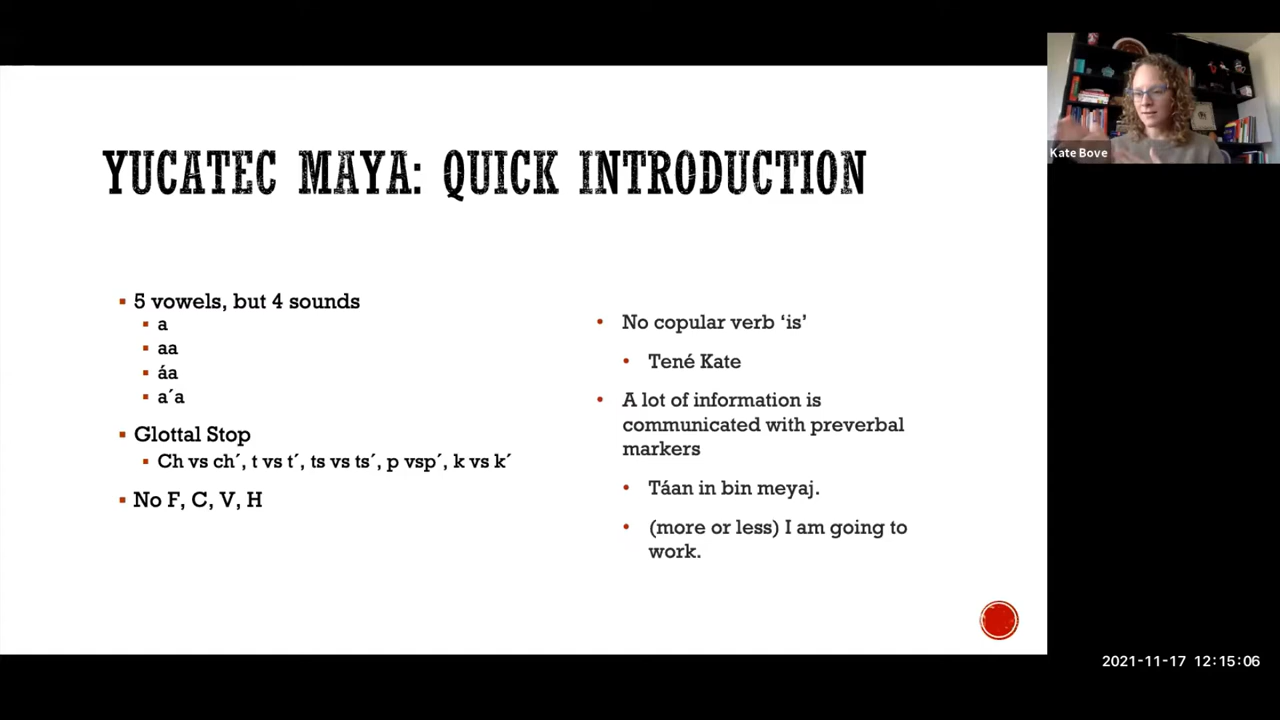 YUCATEC MAYA: QUICK INTRODUCTION
5 vowels, but 4 sounds
a
aa
áa
a´a
Glottal Stop
Ch vs ch´, t vs t´, ts vs ts´, p vsp´, k vs k´
No F, C, V, H
No copular verb ‘is’
Tené Kate
A lot of information is
communicated with preverbal
markers
Táan in bin meyaj.
(more or less) I am going to
work.
Kate Bove
2021-11-17 12:15:06